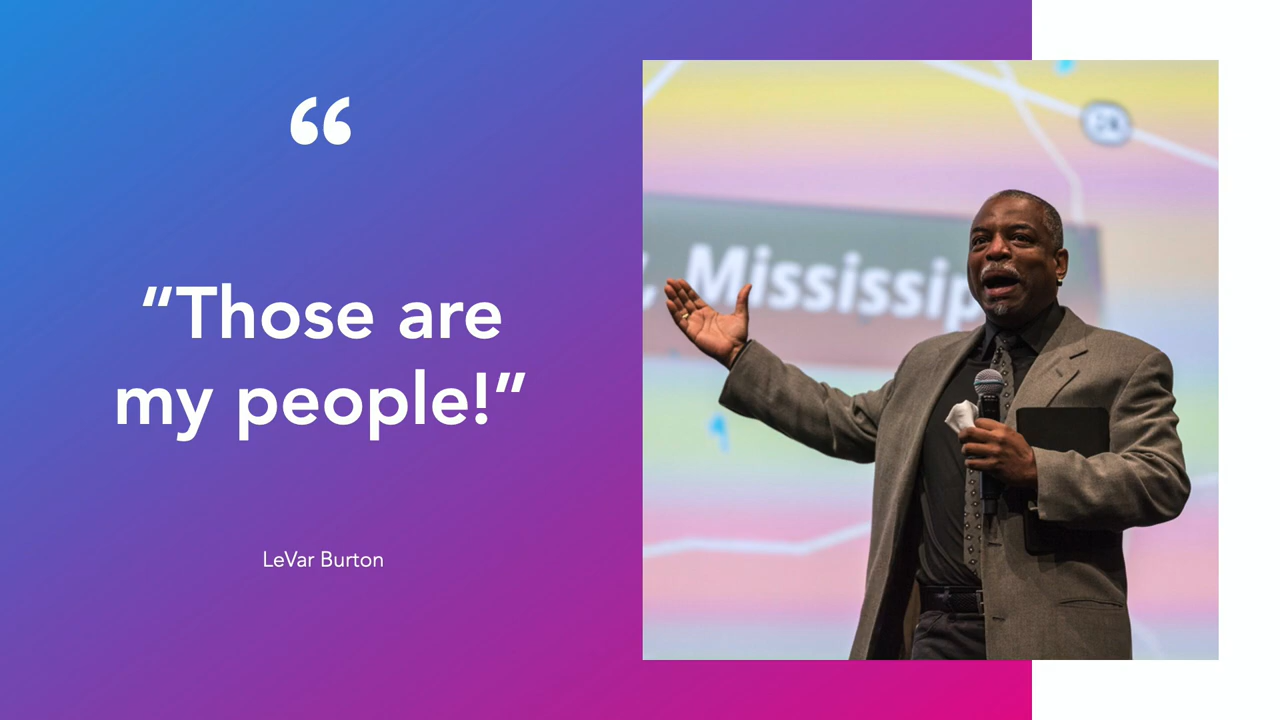 “
“Those are
my people!”
LeVar Burton
, Mississip